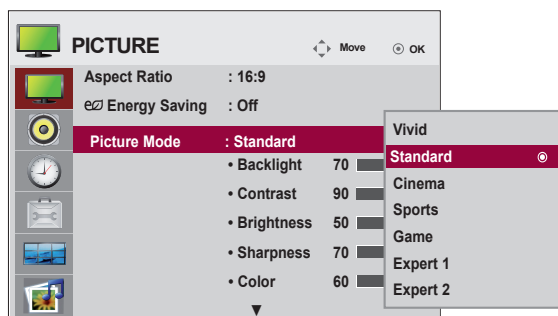 PICTURE
Move
OK
Aspect Ratio : 16:9
Energy Saving : Off
Picture Mode : Standard
• Backlight 70
• Contrast 90
• Brightness 50
• Sharpness 70
• Color 60
Vivid
Standard
Cinema
Sports
Game
Expert 1
Expert 2